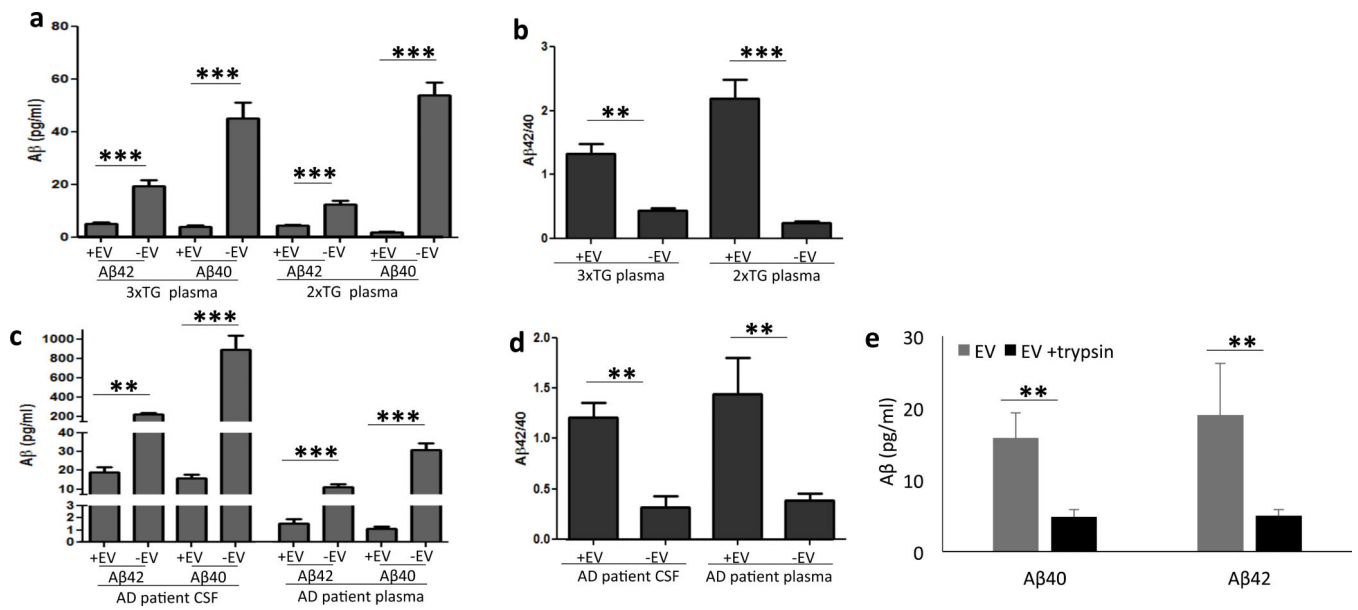 a
80
60
40
20
0
Aβ (pg/ml)
***
***
***
***
+EV -EV +EV -EV +EV -EV +EV -EV
Aβ42 Aβ40 Aβ42 Aβ40
3xTG plasma 2xTG plasma
b
3
2
1
0
Aβ42/40
**
***
+EV -EV +EV -EV
3xTG plasma 2xTG plasma
c
1000
800
600
400
200
40
30
20
10
2
1
0
Aβ (pg/ml)
**
***
***
***
+EV -EV +EV -EV +EV -EV +EV -EV
Aβ42 Aβ40 Aβ42 Aβ40
AD patient CSF AD patient plasma
d
2.0
1.5
1.0
0.5
0.0
Aβ42/40
**
**
+EV -EV +EV -EV
AD patient CSF AD patient plasma
e
30
20
10
0
Aβ (pg/ml)
EV EV +trypsin
**
**
Aβ40 Aβ42